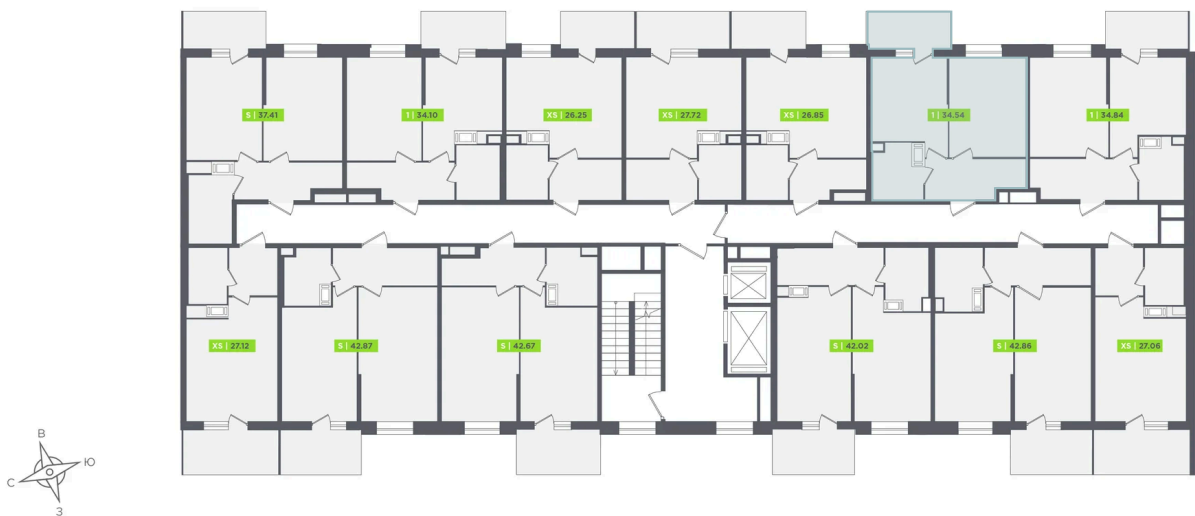 S | 37.41
1 | 34.10
XS | 26.25
XS | 27.72
XS | 26.85
1 | 34.54
1 | 34.84
XS | 27.12
S | 42.87
S | 42.67
S | 42.02
S | 42.86
XS | 27.06
В
Ю
С
З